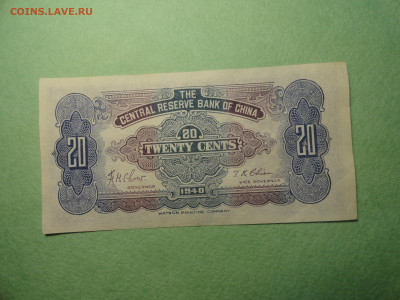 COINS.LAVE.RU
THE
CENTRAL RESERVE BANK OF CHINA
20
20 TWENTY CENTS 20
GOVERNOR VICE GOVERNOR
1940